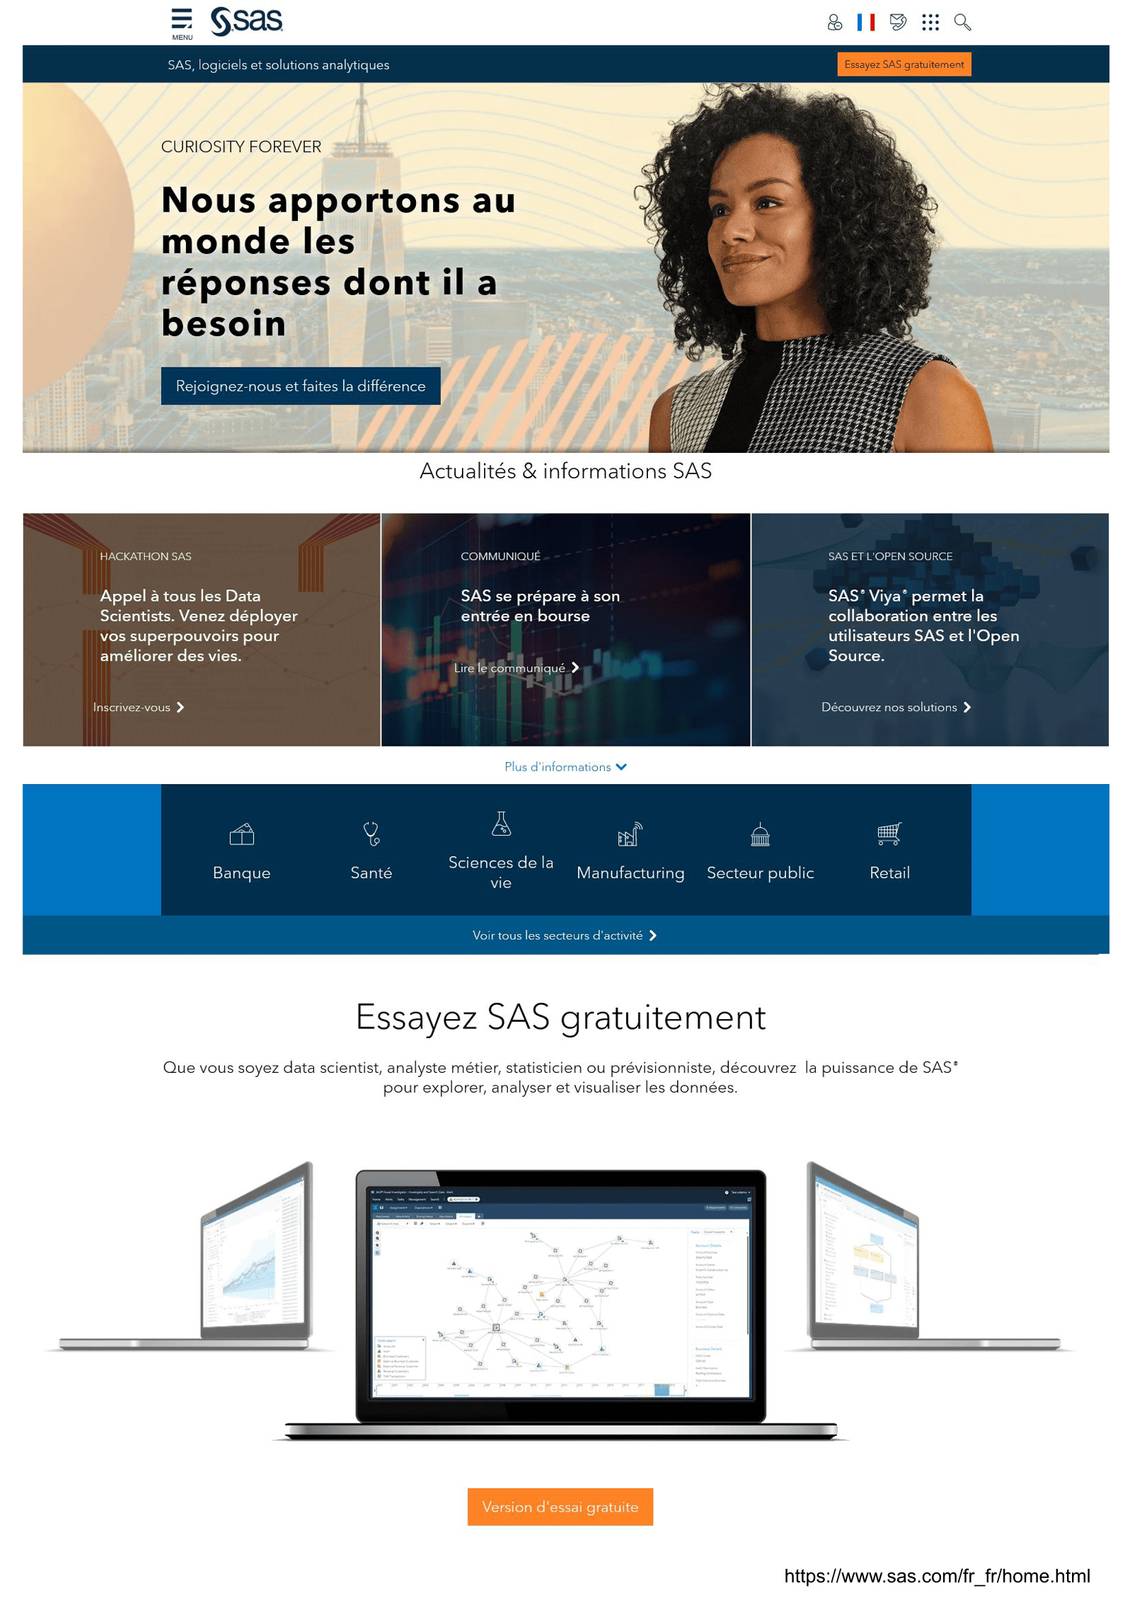 MENU
sas
SAS, logiciels et solutions analytiques
Essayez SAS gratuitement
CURIOSITY FOREVER
Nous apportons au
monde les
réponses dont il a
besoin
Rejoignez-nous et faites la différence
Actualités & informations SAS
HACKATHON SAS
Appel à tous les Data
Scientists. Venez déployer
vos superpouvoirs pour
améliorer des vies.
Inscrivez-vous
COMMUNIQUÉ
SAS se prépare à son
entrée en bourse
Lire le communiqué
SAS ET L'OPEN SOURCE
SAS® Viya® permet la
collaboration entre les
utilisateurs SAS et l'Open
Source.
Découvrez nos solutions
Plus d'informations
Banque
Santé
Sciences de la
vie
Manufacturing
Secteur public
Retail
Voir tous les secteurs d'activité
Essayez SAS gratuitement
Que vous soyez data scientist, analyste métier, statisticien ou prévisionniste, découvrez la puissance de SAS®
pour explorer, analyser et visualiser les données.
Version d'essai gratuite
https://www.sas.com/fr_fr/home.html